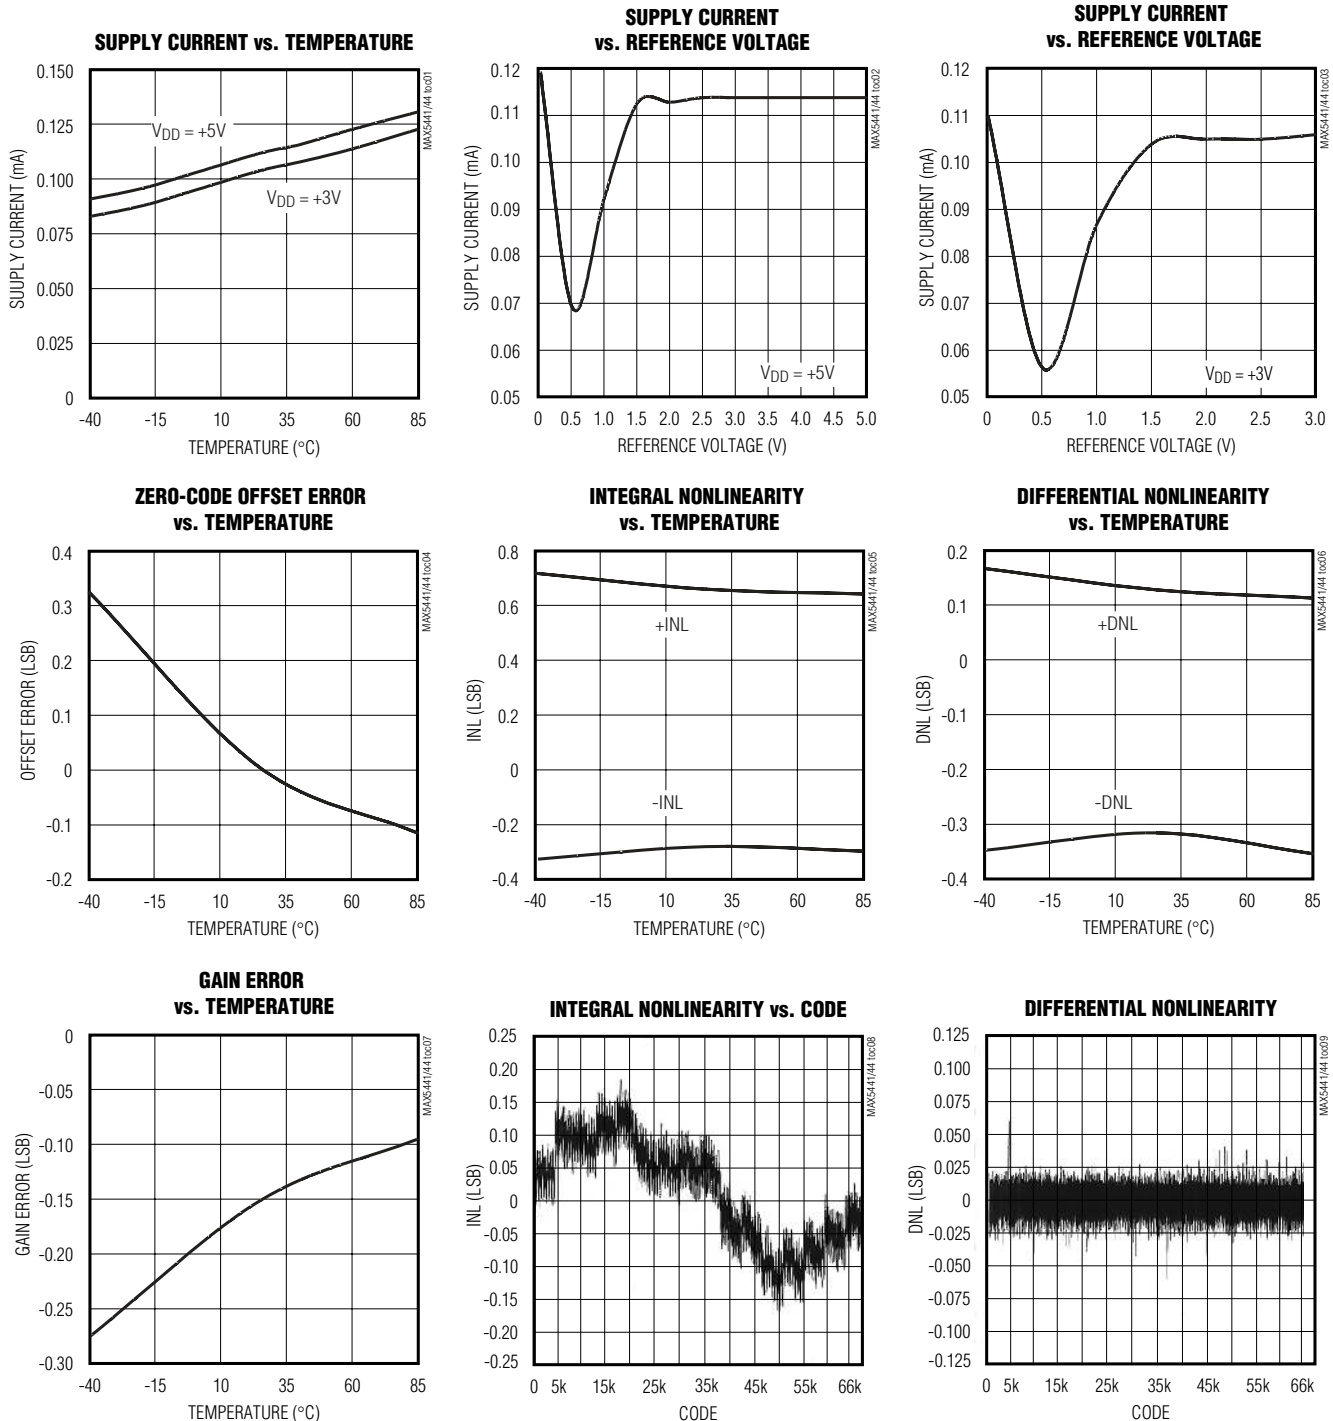 SUPPLY CURRENT vs. TEMPERATURE
0.150
0.125
0.100
0.075
0.050
0.025
0
SUUPLY CURRENT (mA)
VDD = +5V
VDD = +3V
-40 -15 10 35 60 85
TEMPERATURE (°C)
MAX5441/44 toc01
SUPPLY CURRENT
vs. REFERENCE VOLTAGE
0.12
0.11
0.10
0.09
0.08
0.07
0.06
0.05
SUPPLY CURRENT (mA)
VDD = +5V
0 0.5 1.0 1.5 2.0 2.5 3.0 3.5 4.0 4.5 5.0
REFERENCE VOLTAGE (V)
MAX5441/44 toc02
SUPPLY CURRENT
vs. REFERENCE VOLTAGE
0.12
0.11
0.10
0.09
0.08
0.07
0.06
0.05
SUPPLY CURRENT (mA)
VDD = +3V
0 0.5 1.0 1.5 2.0 2.5 3.0
REFERENCE VOLTAGE (V)
MAX5441/44 toc03
ZERO-CODE OFFSET ERROR
vs. TEMPERATURE
0.4
0.3
0.2
0.1
0
-0.1
-0.2
OFFSET ERROR (LSB)
-40 -15 10 35 60 85
TEMPERATURE (°C)
MAX5441/44 toc04
INTEGRAL NONLINEARITY
vs. TEMPERATURE
0.8
0.6
0.4
0.2
0
-0.2
-0.4
INL (LSB)
+INL
-INL
-40 -15 10 35 60 85
TEMPERATURE (°C)
MAX5441/44 toc05
DIFFERENTIAL NONLINEARITY
vs. TEMPERATURE
0.2
0.1
0
-0.1
-0.2
-0.3
-0.4
DNL (LSB)
+DNL
-DNL
-40 -15 10 35 60 85
TEMPERATURE (°C)
MAX5441/44 toc06
GAIN ERROR
vs. TEMPERATURE
0
-0.05
-0.10
-0.15
-0.20
-0.25
-0.30
GAIN ERROR (LSB)
-40 -15 10 35 60 85
TEMPERATURE (°C)
MAX5441/44 toc07
INTEGRAL NONLINEARITY vs. CODE
0.25
0.20
0.15
0.10
0.05
0
-0.05
-0.10
-0.15
-0.20
-0.25
INL (LSB)
0 5k 15k 25k 35k 45k 55k 66k
CODE
MAX5441/44 toc08
DIFFERENTIAL NONLINEARITY
0.125
0.100
0.075
0.050
0.025
0
-0.025
-0.050
-0.075
-0.100
-0.125
DNL (LSB)
0 5k 15k 25k 35k 45k 55k 66k
CODE
MAX5441/44 toc09